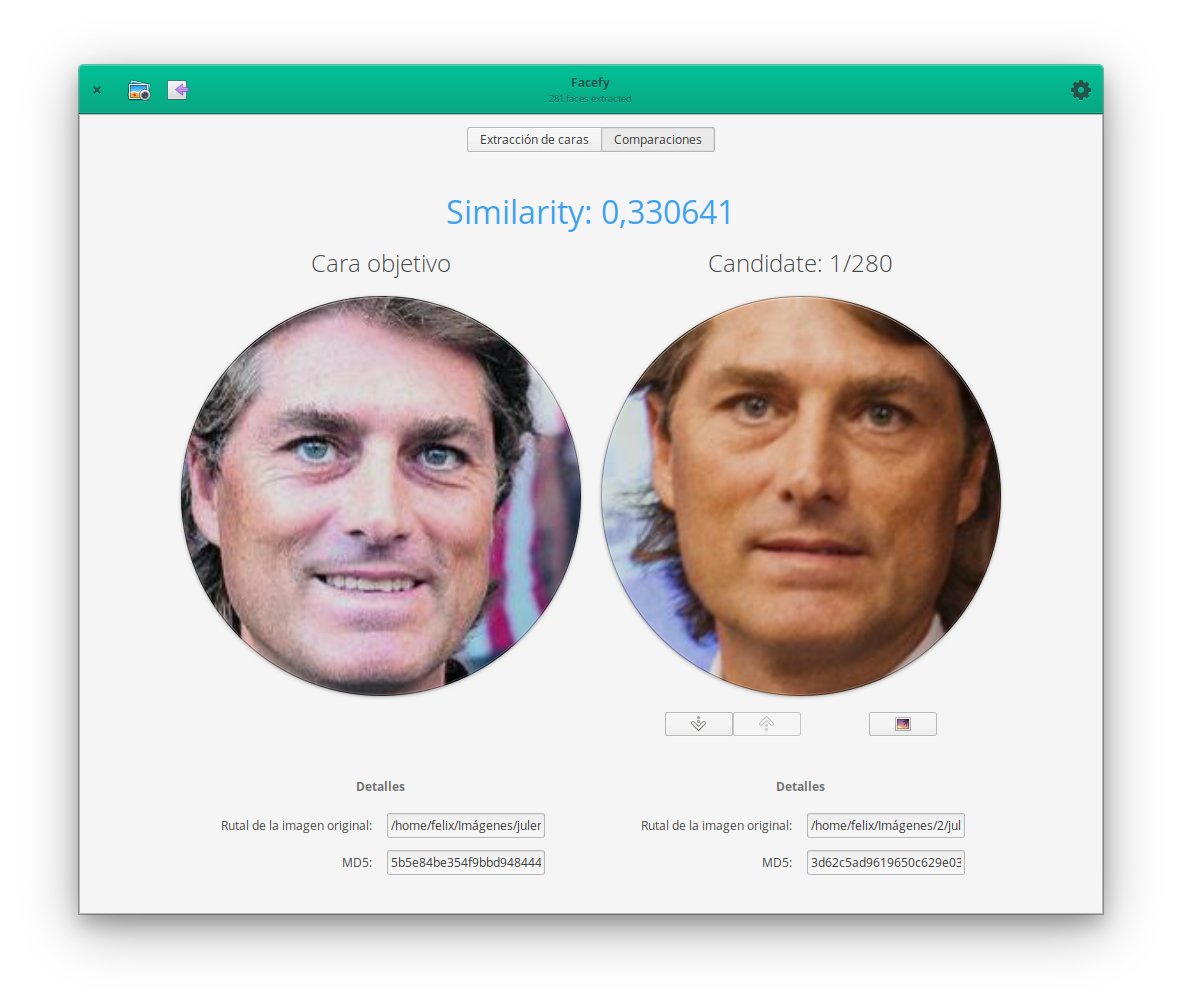 Facefy
281 faces extracted
Extracción de caras Comparaciones
Similarity: 0,330641
Cara objetivo Candidate: 1/280
Detalles Detalles
Rutal de la imagen original: /home/felix/Imágenes/juler Rutal de la imagen original: /home/felix/Imágenes/2/jul
MD5: 5b5e84be354f9bbd948444 MD5: 3d62c5ad9619650c629e03